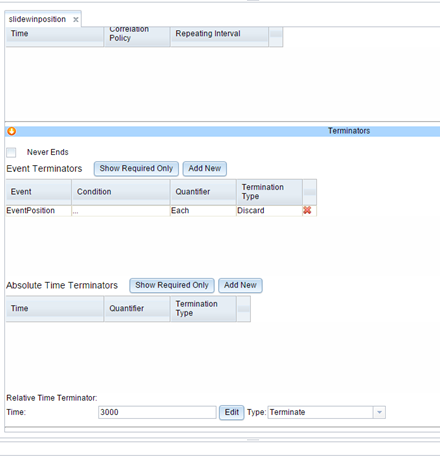 slidewinposition x
Time Correlation Policy Repeating Interval
Terminators
Never Ends
Event Terminators Show Required Only Add New
Event Condition Quantifier Termination Type
EventPosition ... Each Discard
Absolute Time Terminators Show Required Only Add New
Time Quantifier Termination Type
Relative Time Terminator:
Time: 3000 Edit Type: Terminate